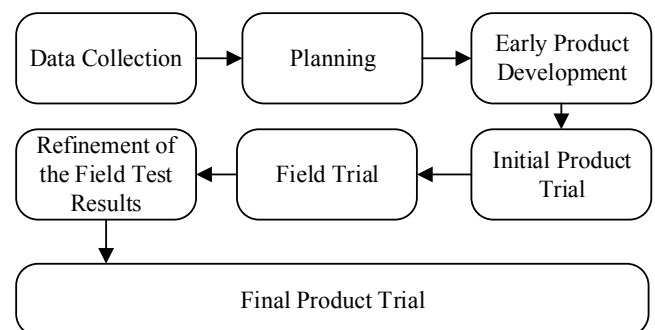 Data Collection
Planning
Early Product
Development
Initial Product
Trial
Field Trial
Refinement of
the Field Test
Results
Final Product Trial